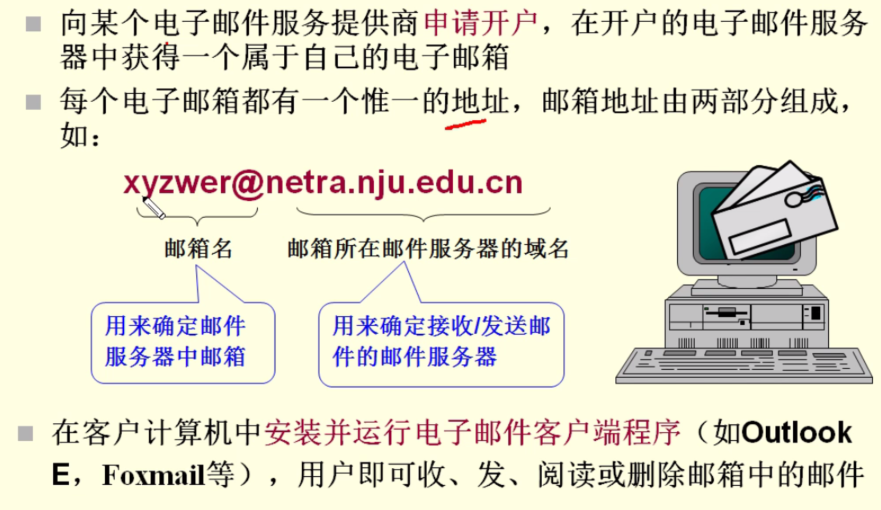 向某个电子邮件服务提供商申请开户，在开户的电子邮件服务
器中获得一个属于自己的电子邮箱
每个电子邮箱都有一个惟一的地址，邮箱地址由两部分组成，
如：
xyzwer@netra.nju.edu.cn
邮箱名 邮箱所在邮件服务器的域名
用来确定邮件
服务器中邮箱
用来确定接收/发送邮
件的邮件服务器
在客户计算机中安装并运行电子邮件客户端程序（如Outlook
E，Foxmail等），用户即可收、发、阅读或删除邮箱中的邮件